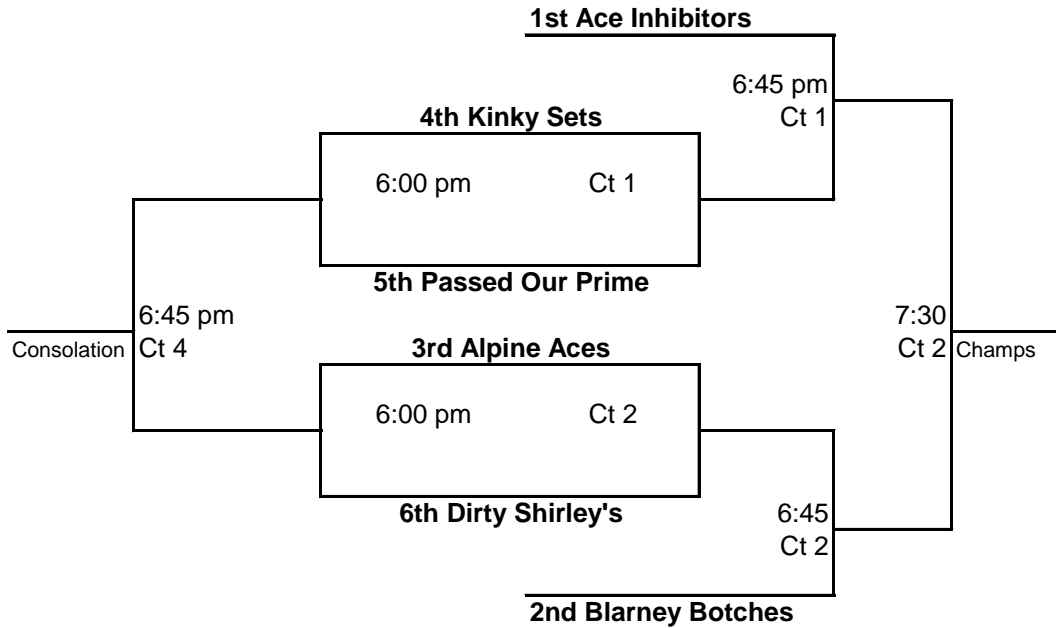 1st Ace Inhibitors
6:45 pm
Ct 1
4th Kinky Sets
6:00 pm Ct 1
5th Passed Our Prime
6:45 pm
Consolation Ct 4
7:30
Ct 2 Champs
3rd Alpine Aces
6:00 pm Ct 2
6th Dirty Shirley's
6:45
Ct 2
2nd Blarney Botches